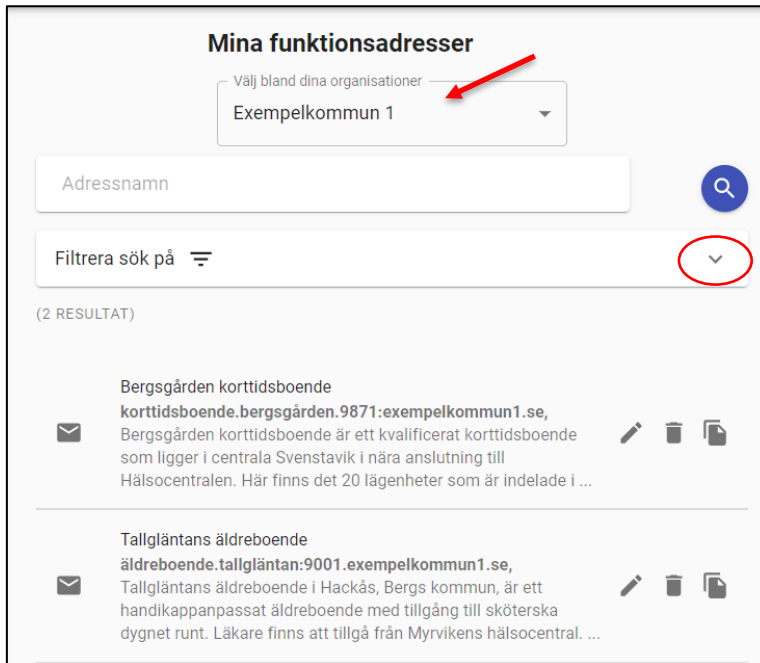 Mina funktionsadresser
Välj bland dina organisationer
Exempelkommun 1
Adressnamn
Filtrera sök på
(2 RESULTAT)
Bergsgården korttidsboende
korttidsboende.bergsgården.9871:exempelkommun1.se,
Bergsgården korttidsboende är ett kvalificerat korttidsboende
som ligger i centrala Svenstavik i nära anslutning till
Hälsocentralen. Här finns det 20 lägenheter som är indelade i ...
Tallgläntans äldreboende
äldreboende.tallgläntan:9001.exempelkommun1.se,
Tallgläntans äldreboende i Hackås, Bergs kommun, är ett
handikappanpassat äldreboende med tillgång till sköterska
dygnet runt. Läkare finns att tillgå från Myrvikens hälsocentral. ...